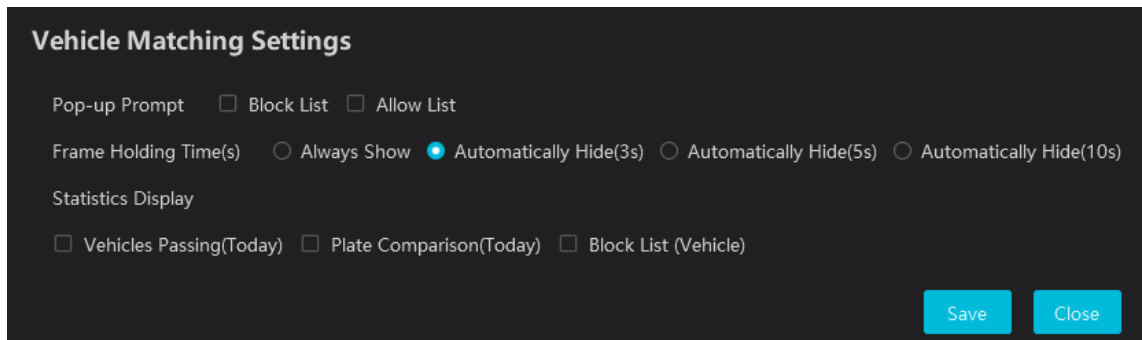 Vehicle Matching Settings
Pop-up Prompt Block List Allow List
Frame Holding Time(s) Always Show Automatically Hide(3s) Automatically Hide(5s) Automatically Hide(10s)
Statistics Display
Vehicles Passing(Today) Plate Comparison(Today) Block List (Vehicle)
Save Close